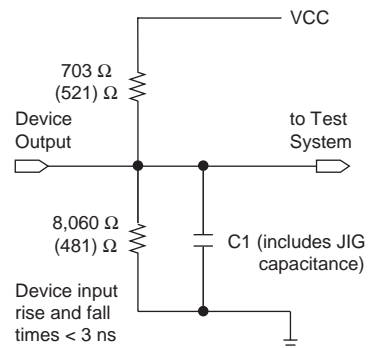 VCC
703 Ω
(521) Ω
Device
Output
to Test
System
8,060 Ω
(481) Ω
C1 (includes JIG
capacitance)
Device input
rise and fall
times < 3 ns